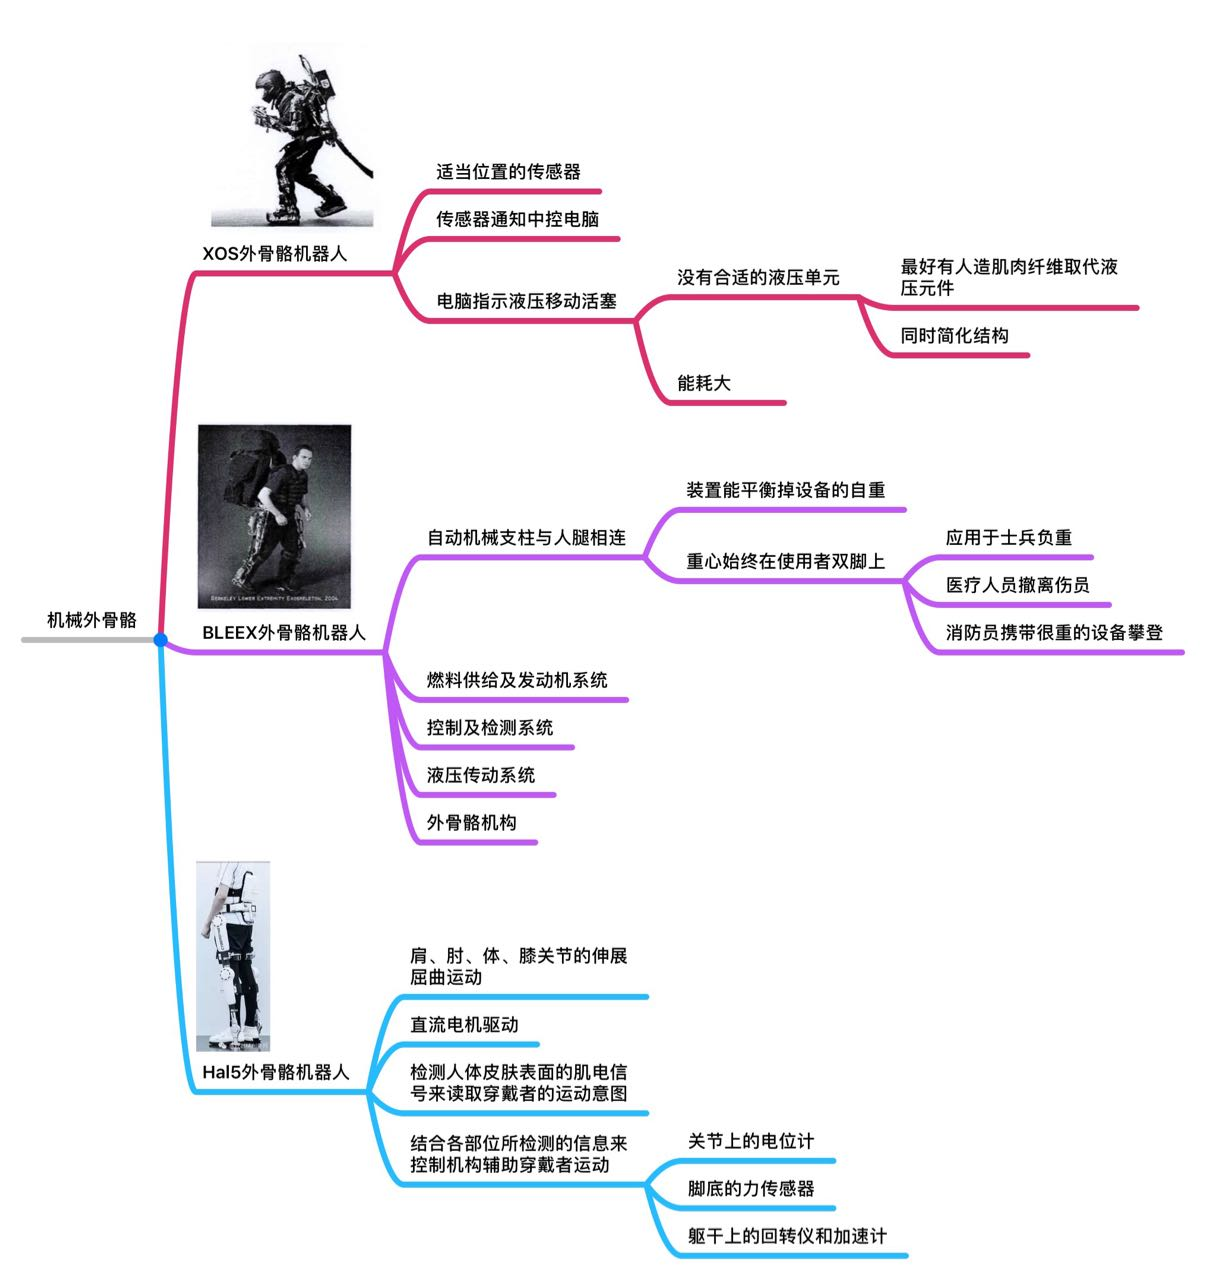 机械外骨骼
XOS外骨骼机器人
适当位置的传感器
传感器通知中控电脑
电脑指示液压移动活塞
没有合适的液压单元
最好有人造肌肉纤维取代液
压元件
同时简化结构
能耗大
BERKELEY LOWER EXTREMITY EXOSKELETON, 2004
BLEEX外骨骼机器人
自动机械支柱与人腿相连
装置能平衡掉设备的自重
重心始终在使用者双脚上
应用于士兵负重
医疗人员撤离伤员
消防员携带很重的设备攀登
燃料供给及发动机系统
控制及检测系统
液压传动系统
外骨骼机构
Hal5外骨骼机器人
肩、肘、体、膝关节的伸展
屈曲运动
直流电机驱动
检测人体皮肤表面的肌电信
号来读取穿戴者的运动意图
结合各部位所检测的信息来
控制机构辅助穿戴者运动
关节上的电位计
脚底的力传感器
躯干上的回转仪和加速计